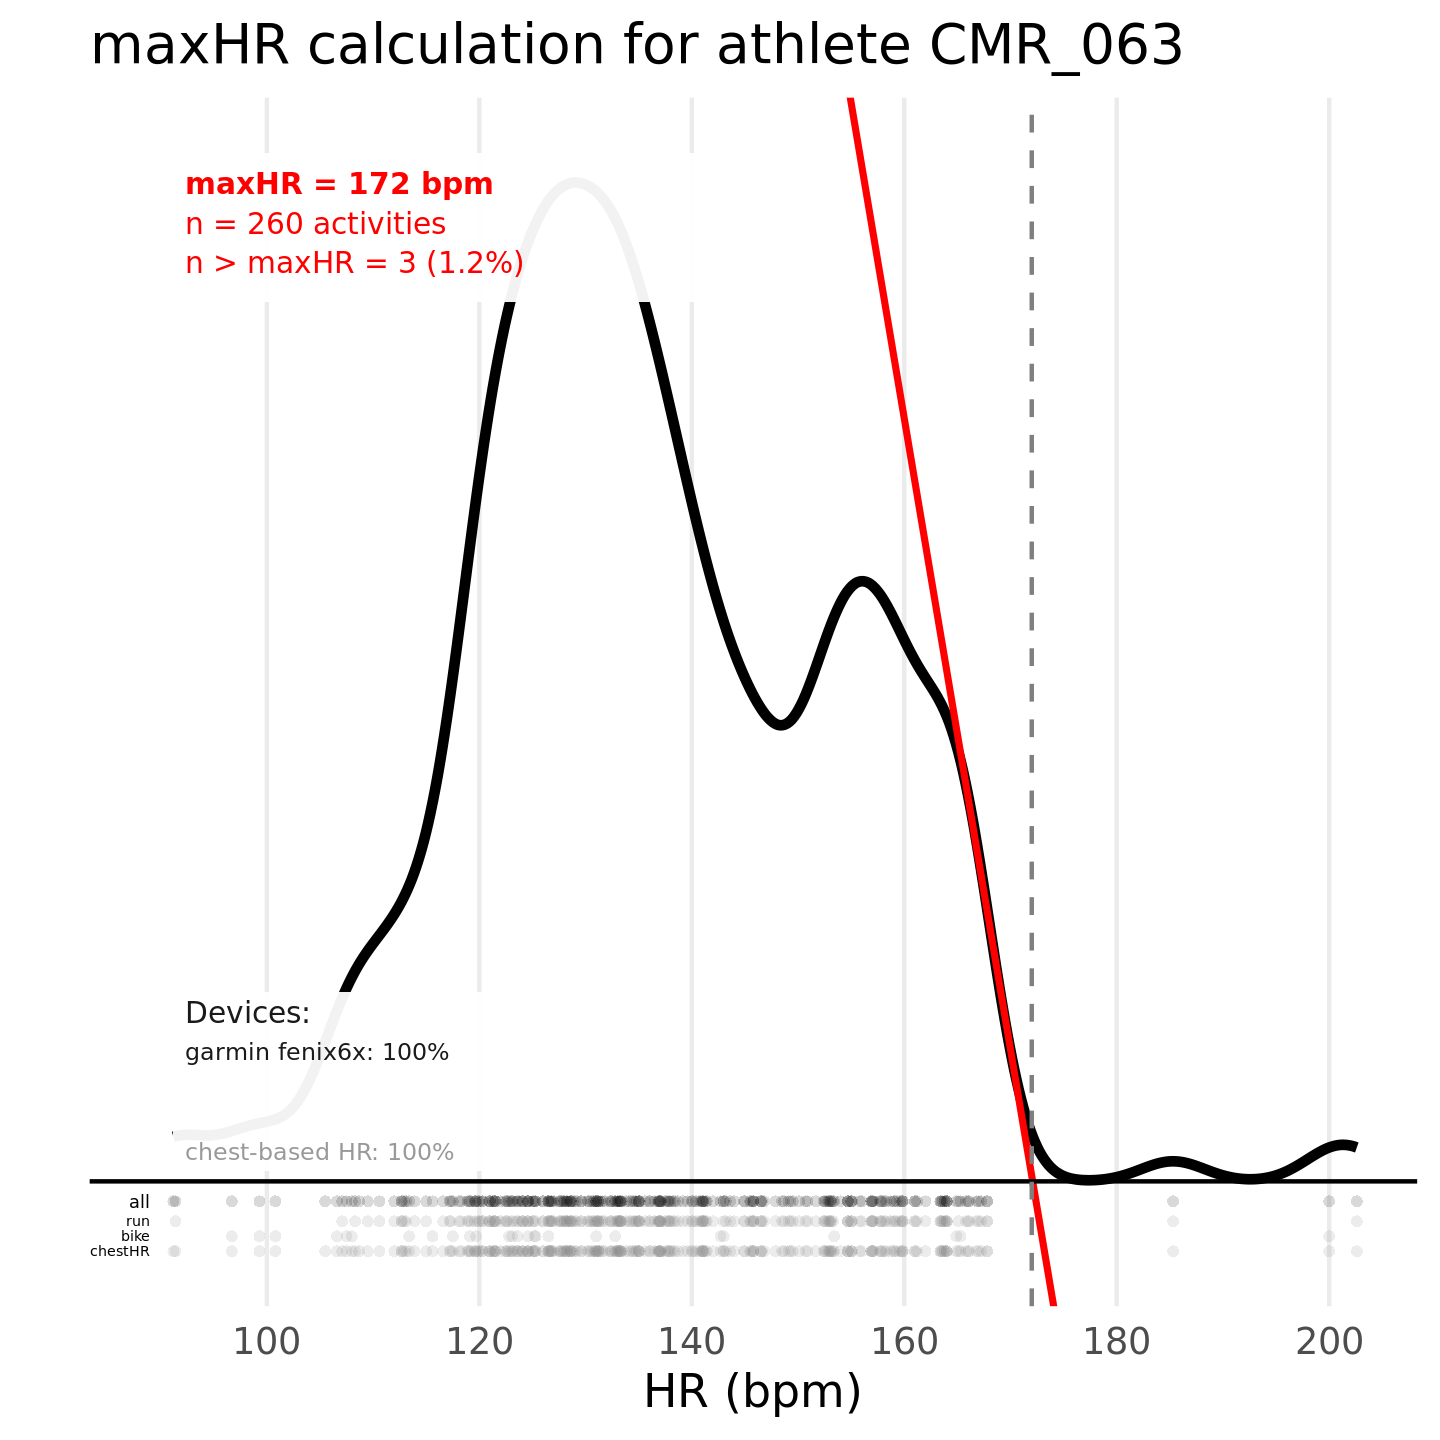 maxHR calculation for athlete CMR_063
maxHR = 172 bpm
n = 260 activities
n > maxHR = 3 (1.2%)
Devices:
garmin fenix6x: 100%
chest-based HR: 100%
all
run
bike
chestHR
100 120 140 160 180 200
HR (bpm)